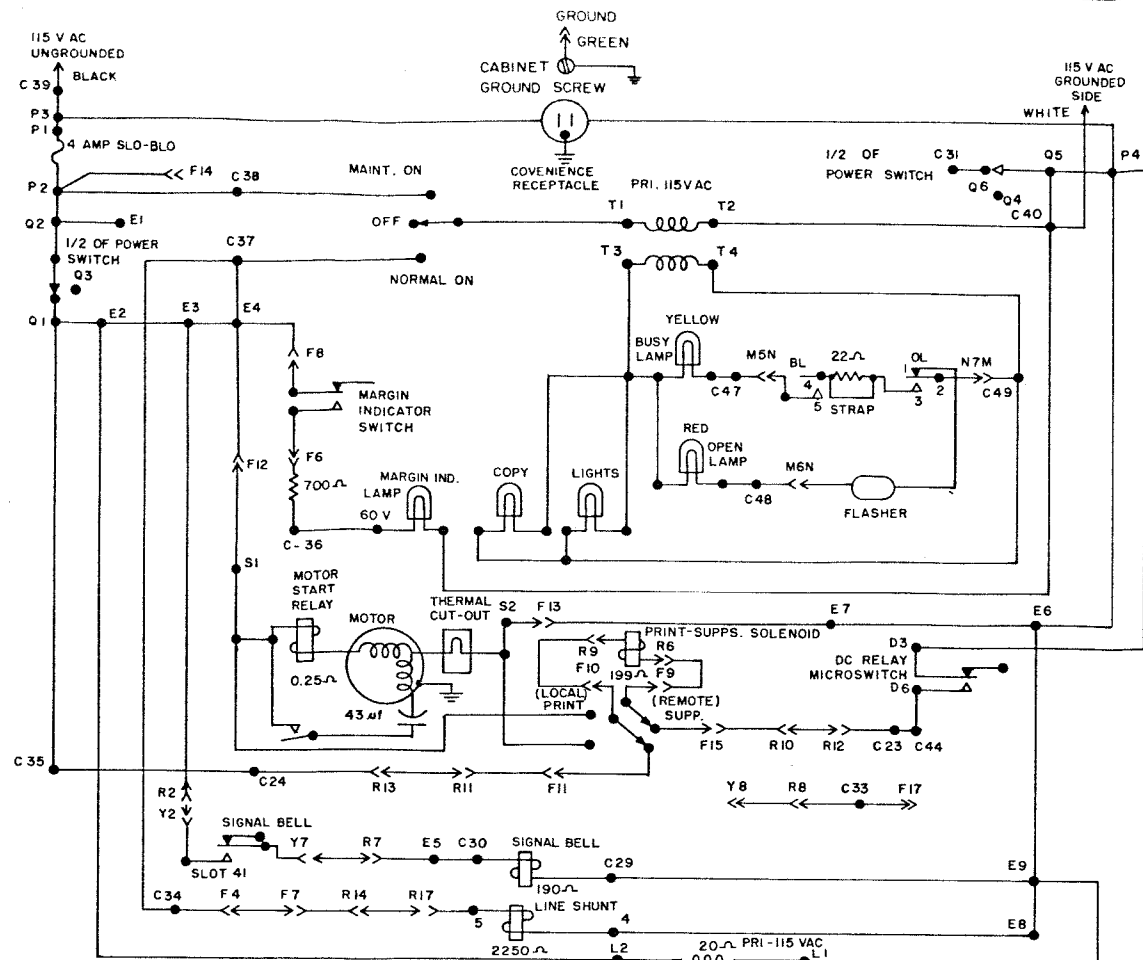 GROUND
GREEN
115 V AC
UNGROUNDED
BLACK
CABINET
GROUND SCREW
115 V AC
GROUNDED
SIDE
WHITE
C39
P3
P1
4 AMP SLO-BLO
F14
C38
MAINT. ON
COVENIENCE
RECEPTACLE
1/2 OF
POWER SWITCH
C31
Q5
P4
P2
Q6
Q4
PRI. 115VAC
Q2
E1
OFF
T1
T2
C40
1/2 OF POWER
SWITCH
Q3
C37
T3
T4
NORMAL ON
Q1
E2
E3
E4
YELLOW
BUSY
LAMP
F8
M5N
BL
22Ω
OL
1
N7M
C47
4
5
STRAP
3
2
C49
MARGIN
INDICATOR
SWITCH
RED
OPEN
LAMP
F12
F6
700Ω
MARGIN IND.
LAMP
60 V
COPY
LIGHTS
M6N
C48
FLASHER
C-36
S1
MOTOR
START
RELAY
MOTOR
THERMAL
CUT-OUT
S2
F13
E7
E6
PRINT-SUPPS. SOLENOID
R9
R6
D3
DC RELAY
MICROSWITCH
F10
199Ω
F9
D6
0.25Ω
(LOCAL)
PRINT
(REMOTE)
SUPP.
43 µf
F15
R10
R12
C23
C44
C35
C24
R13
R11
F11
R2
Y2
Y8
R8
C33
F17
SIGNAL BELL
Y7
R7
E5
C30
SIGNAL BELL
C29
E9
SLOT 41
190Ω
C34
F4
F7
R14
R17
5
LINE SHUNT
4
E8
2250Ω
L2
20Ω PRI-115 VAC
L1